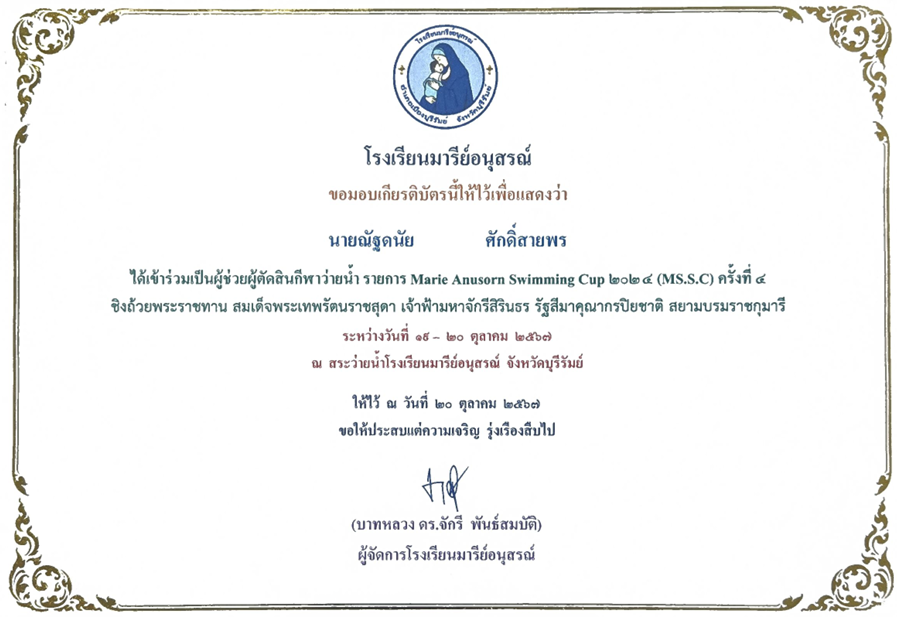 โรงเรียนมารีย์อนุสรณ์
อำเภอเมืองบุรีรัมย์ จังหวัดบุรีรัมย์
โรงเรียนมารีย์อนุสรณ์
ขอมอบเกียรติบัตรนี้ให้ไว้เพื่อแสดงว่า
นายณัฐดนัย ศักดิ์สายพร
ได้เข้าร่วมเป็นผู้ช่วยผู้ตัดสินกีฬาว่ายน้ำ รายการ Marie Anusorn Swimming Cup ๒๐๒๔ (MS.S.C) ครั้งที่ ๔
ชิงถ้วยพระราชทาน สมเด็จพระเทพรัตนราชสุดา เจ้าฟ้ามหาจักรีสิรินธร รัฐสีมาคุณากรปิยชาติ สยามบรมราชกุมารี
ระหว่างวันที่ ๑๙ – ๒๐ ตุลาคม ๒๕๖๗
ณ สระว่ายน้ำโรงเรียนมารีย์อนุสรณ์ จังหวัดบุรีรัมย์
ให้ไว้ ณ วันที่ ๒๐ ตุลาคม ๒๕๖๗
ขอให้ประสบแต่ความเจริญ รุ่งเรืองสืบไป
(บาทหลวง ดร.จักรี พันธ์สมบัติ)
ผู้จัดการโรงเรียนมารีย์อนุสรณ์